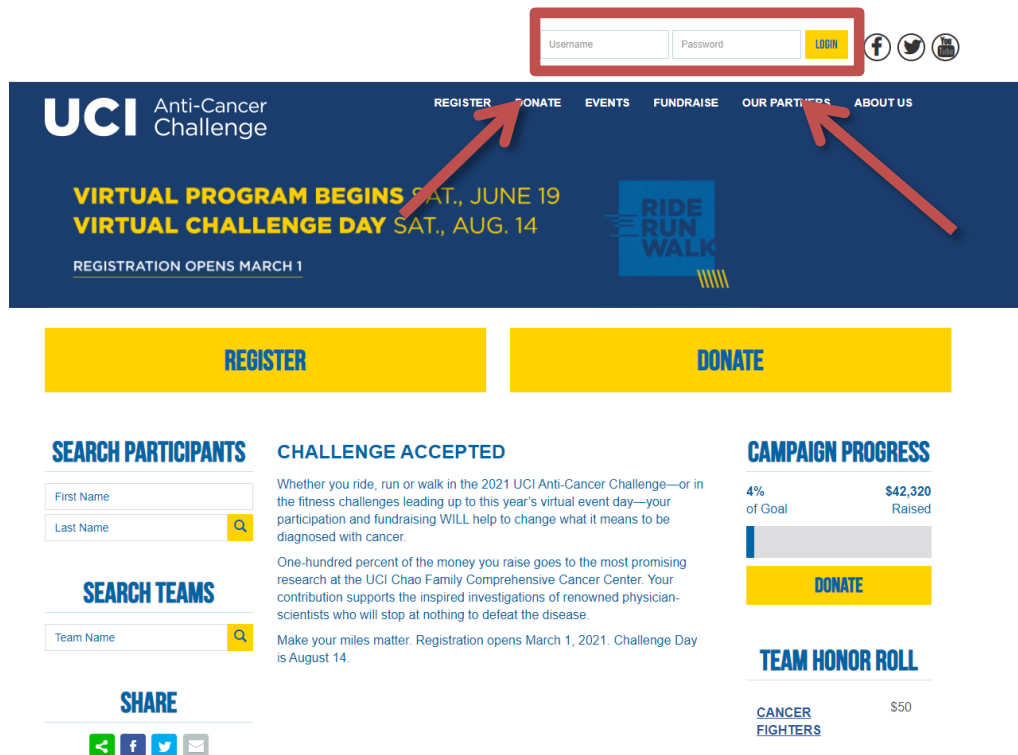 Username
Password
LOGIN
You
Tube
UCI Anti-Cancer
Challenge
REGISTER DONATE EVENTS FUNDRAISE OUR PARTNERS ABOUT US
VIRTUAL PROGRAM BEGINS SAT., JUNE 19
VIRTUAL CHALLENGE DAY SAT., AUG. 14
REGISTRATION OPENS MARCH 1
RIDE
RUN
WALK
REGISTER
DONATE
SEARCH PARTICIPANTS
First Name
Last Name
SEARCH TEAMS
Team Name
SHARE
CHALLENGE ACCEPTED
Whether you ride, run or walk in the 2021 UCI Anti-Cancer Challenge—or in
the fitness challenges leading up to this year's virtual event day—your
participation and fundraising WILL help to change what it means to be
diagnosed with cancer.
One-hundred percent of the money you raise goes to the most promising
research at the UCI Chao Family Comprehensive Cancer Center. Your
contribution supports the inspired investigations of renowned physician-
scientists who will stop at nothing to defeat the disease.
Make your miles matter. Registration opens March 1, 2021. Challenge Day
is August 14.
CAMPAIGN PROGRESS
4% $42,320
of Goal Raised
DONATE
TEAM HONOR ROLL
CANCER $50
FIGHTERS